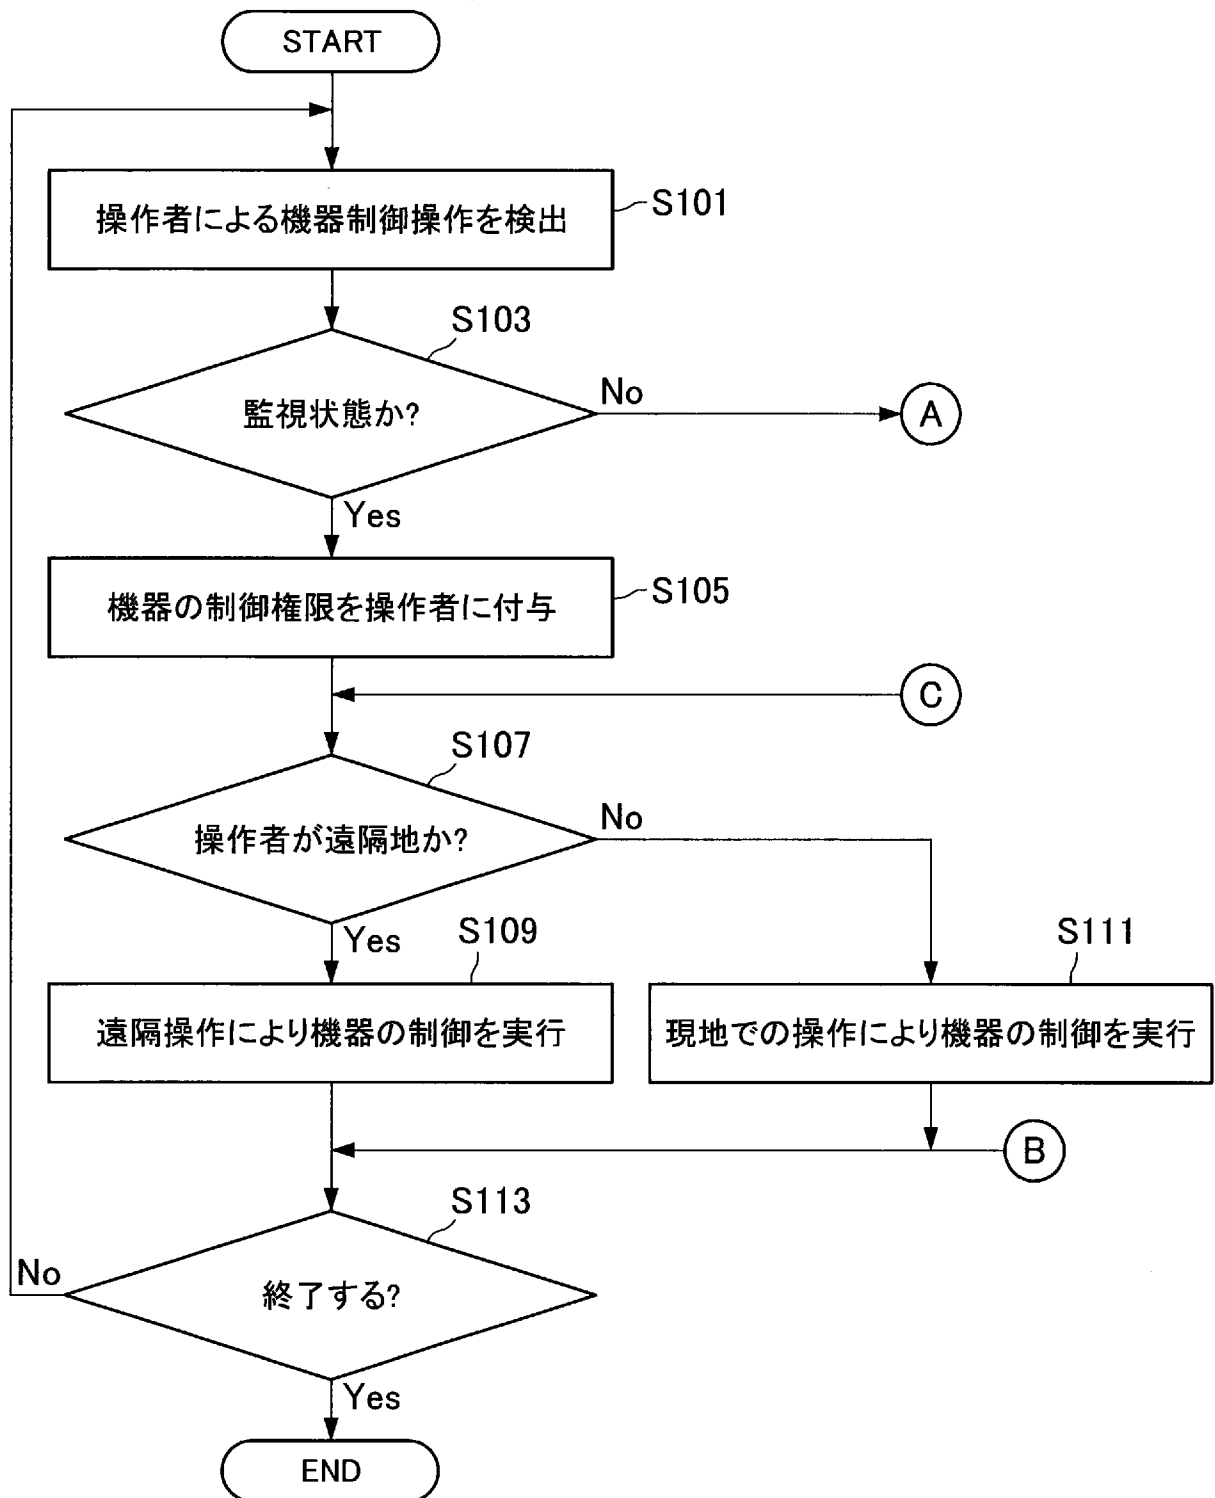 START
操作者による機器制御操作を検出
S101
S103
監視状態か?
No
A
Yes
機器の制御権限を操作者に付与
S105
C
S107
操作者が遠隔地か?
No
Yes
S109
S111
遠隔操作により機器の制御を実行
現地での操作により機器の制御を実行
B
S113
No
終了する?
Yes
END